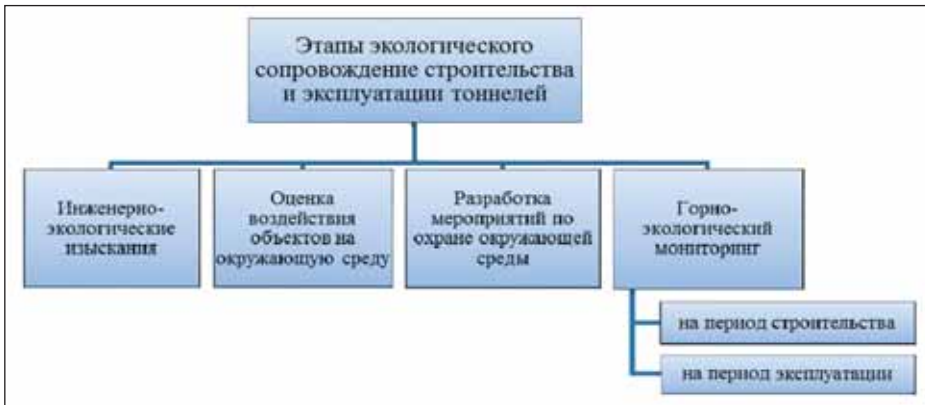 Этапы экологического
сопровождение строительства
и эксплуатации тоннелей
Инженерно-
экологические
изыскания
Оценка
воздействия
объектов на
окружающую среду
Разработка
мероприятий по
охране окружающей
среды
Горно-
экологический
мониторинг
на период строительства
на период эксплуатации